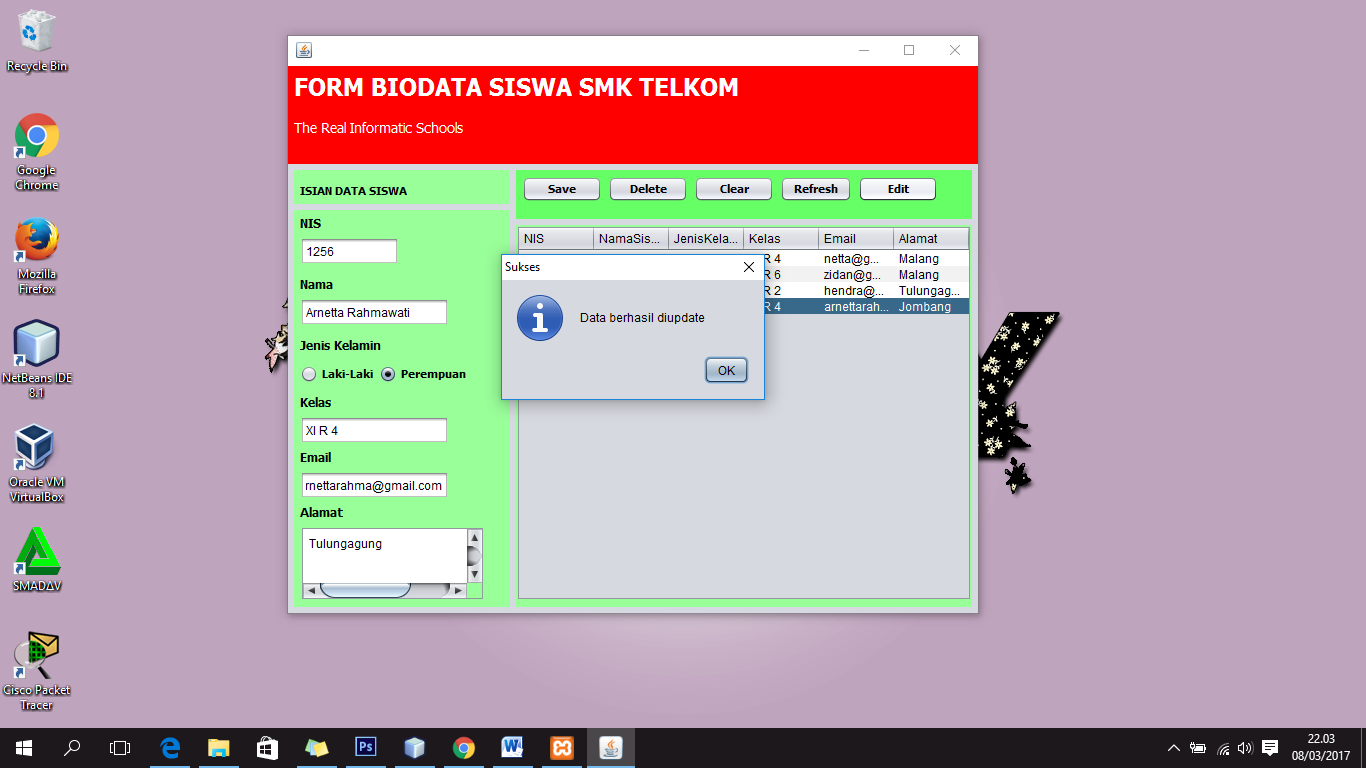 Recycle Bin
Google
Chrome
Mozilla
Firefox
NetBeans IDE
8.1
Oracle VM
VirtualBox
SMADΔV
Cisco Packet
Tracer
FORM BIODATA SISWA SMK TELKOM
The Real Informatic Schools
ISIAN DATA SISWA
Save Delete Clear Refresh Edit
NIS
1256
Nama
Arnetta Rahmawati
Jenis Kelamin
Laki-Laki Perempuan
Kelas
XI R 4
Email
rnettarahma@gmail.com
Alamat
Tulungagung
NIS NamaSis... JenisKela... Kelas Email Alamat
R 4 netta@g... Malang
R 6 zidan@g... Malang
R 2 hendra@... Tulungag...
R 4 arnettarah... Jombang
Sukses
Data berhasil diupdate
OK
Ps
22.03
08/03/2017